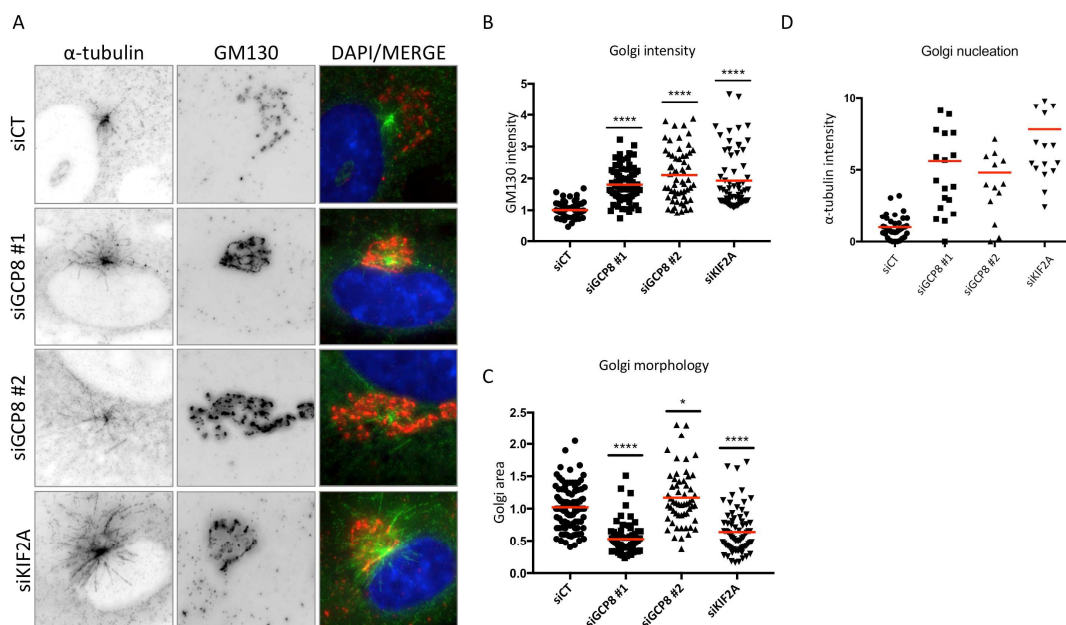 A
α-tubulin
GM130
DAPI/MERGE
siCT
siGCP8 #1
siGCP8 #2
siKIF2A
B
Golgi intensity
GM130 intensity
5
4
3
2
1
0
****
****
****
siCT
siGCP8 #1
siGCP8 #2
siKIF2A
C
Golgi morphology
Golgi area
2.5
2.0
1.5
1.0
0.5
0.0
****
*
****
siCT
siGCP8 #1
siGCP8 #2
siKIF2A
D
Golgi nucleation
α-tubulin intensity
10
5
0
siCT
siGCP8 #1
siGCP8 #2
siKIF2A